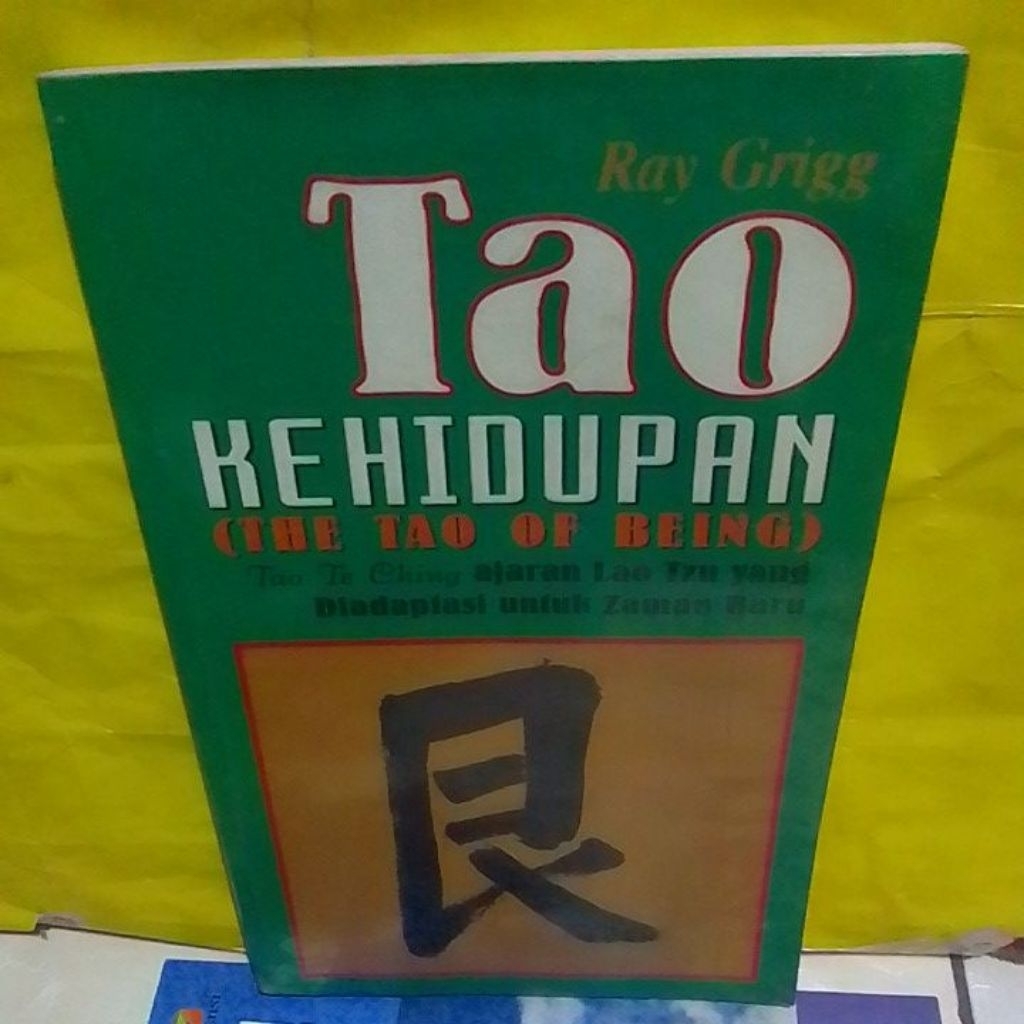 Ray Grigg
Tao
KEHIDUPAN
(THE TAO OF BEING)
Tao Te Ching ajaran Lao Tzu yang
Diadaptasi untuk Zaman Baru
艮